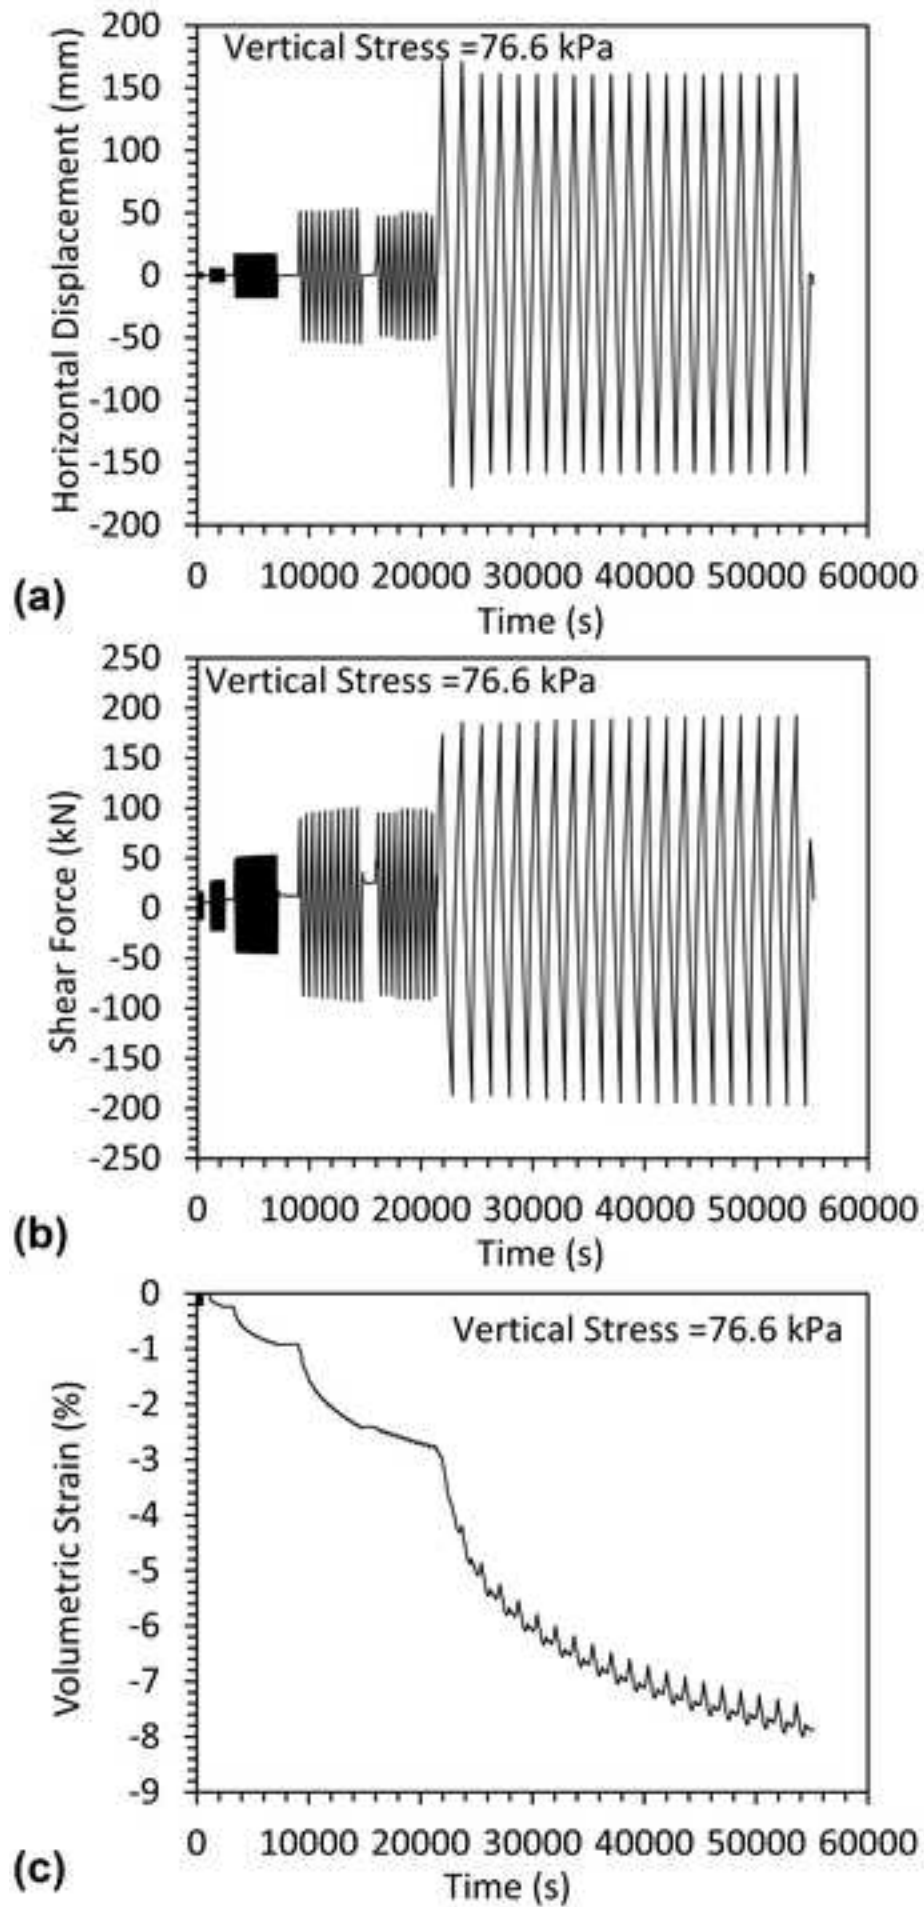 Vertical Stress =76.6 kPa
Horizontal Displacement (mm)
200
150
100
50
0
-50
-100
-150
-200
0 10000 20000 30000 40000 50000 60000
Time (s)
(a)
Vertical Stress =76.6 kPa
Shear Force (kN)
250
200
150
100
50
0
-50
-100
-150
-200
-250
0 10000 20000 30000 40000 50000 60000
Time (s)
(b)
Vertical Stress =76.6 kPa
Volumetric Strain (%)
0
-1
-2
-3
-4
-5
-6
-7
-8
-9
0 10000 20000 30000 40000 50000 60000
Time (s)
(c)